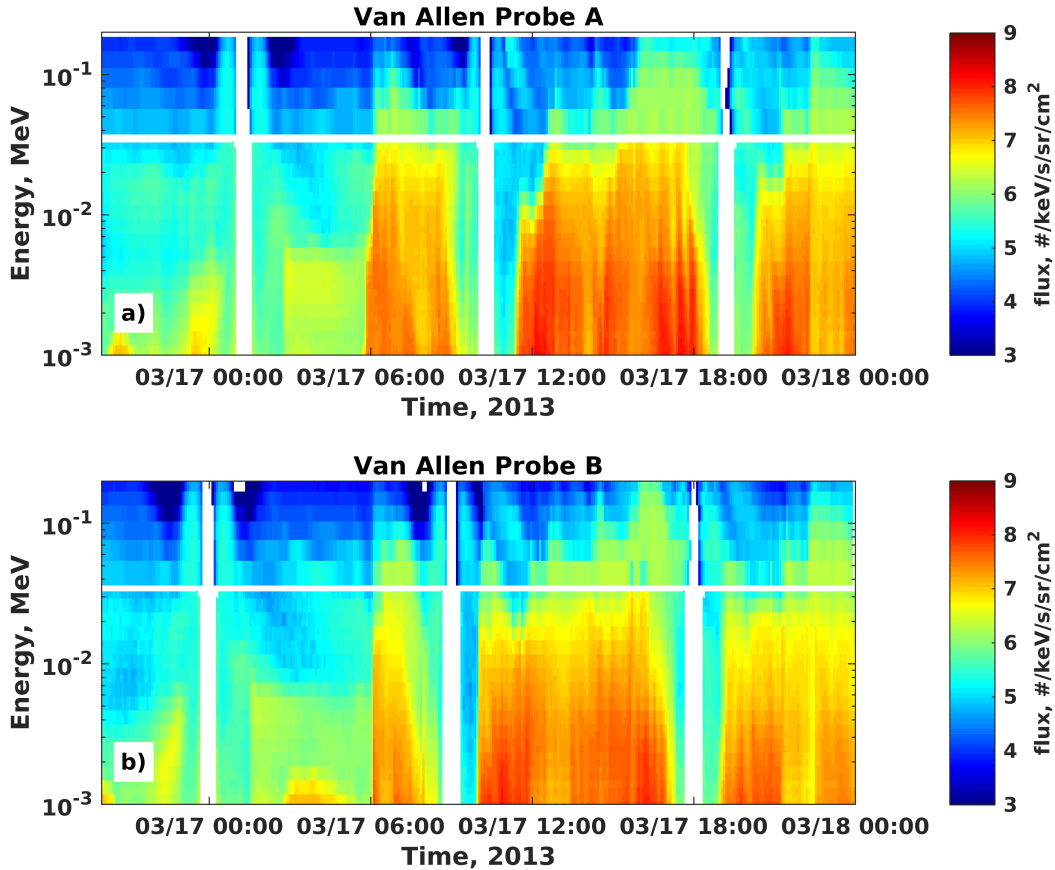 Van Allen Probe A
10^-1
10^-2
10^-3
Energy, MeV
a)
03/17 00:00 03/17 06:00 03/17 12:00 03/17 18:00 03/18 00:00
Time, 2013
9
8
7
6
5
4
3
flux, #/keV/s/sr/cm^2
Van Allen Probe B
10^-1
10^-2
10^-3
Energy, MeV
b)
03/17 00:00 03/17 06:00 03/17 12:00 03/17 18:00 03/18 00:00
Time, 2013
9
8
7
6
5
4
3
flux, #/keV/s/sr/cm^2